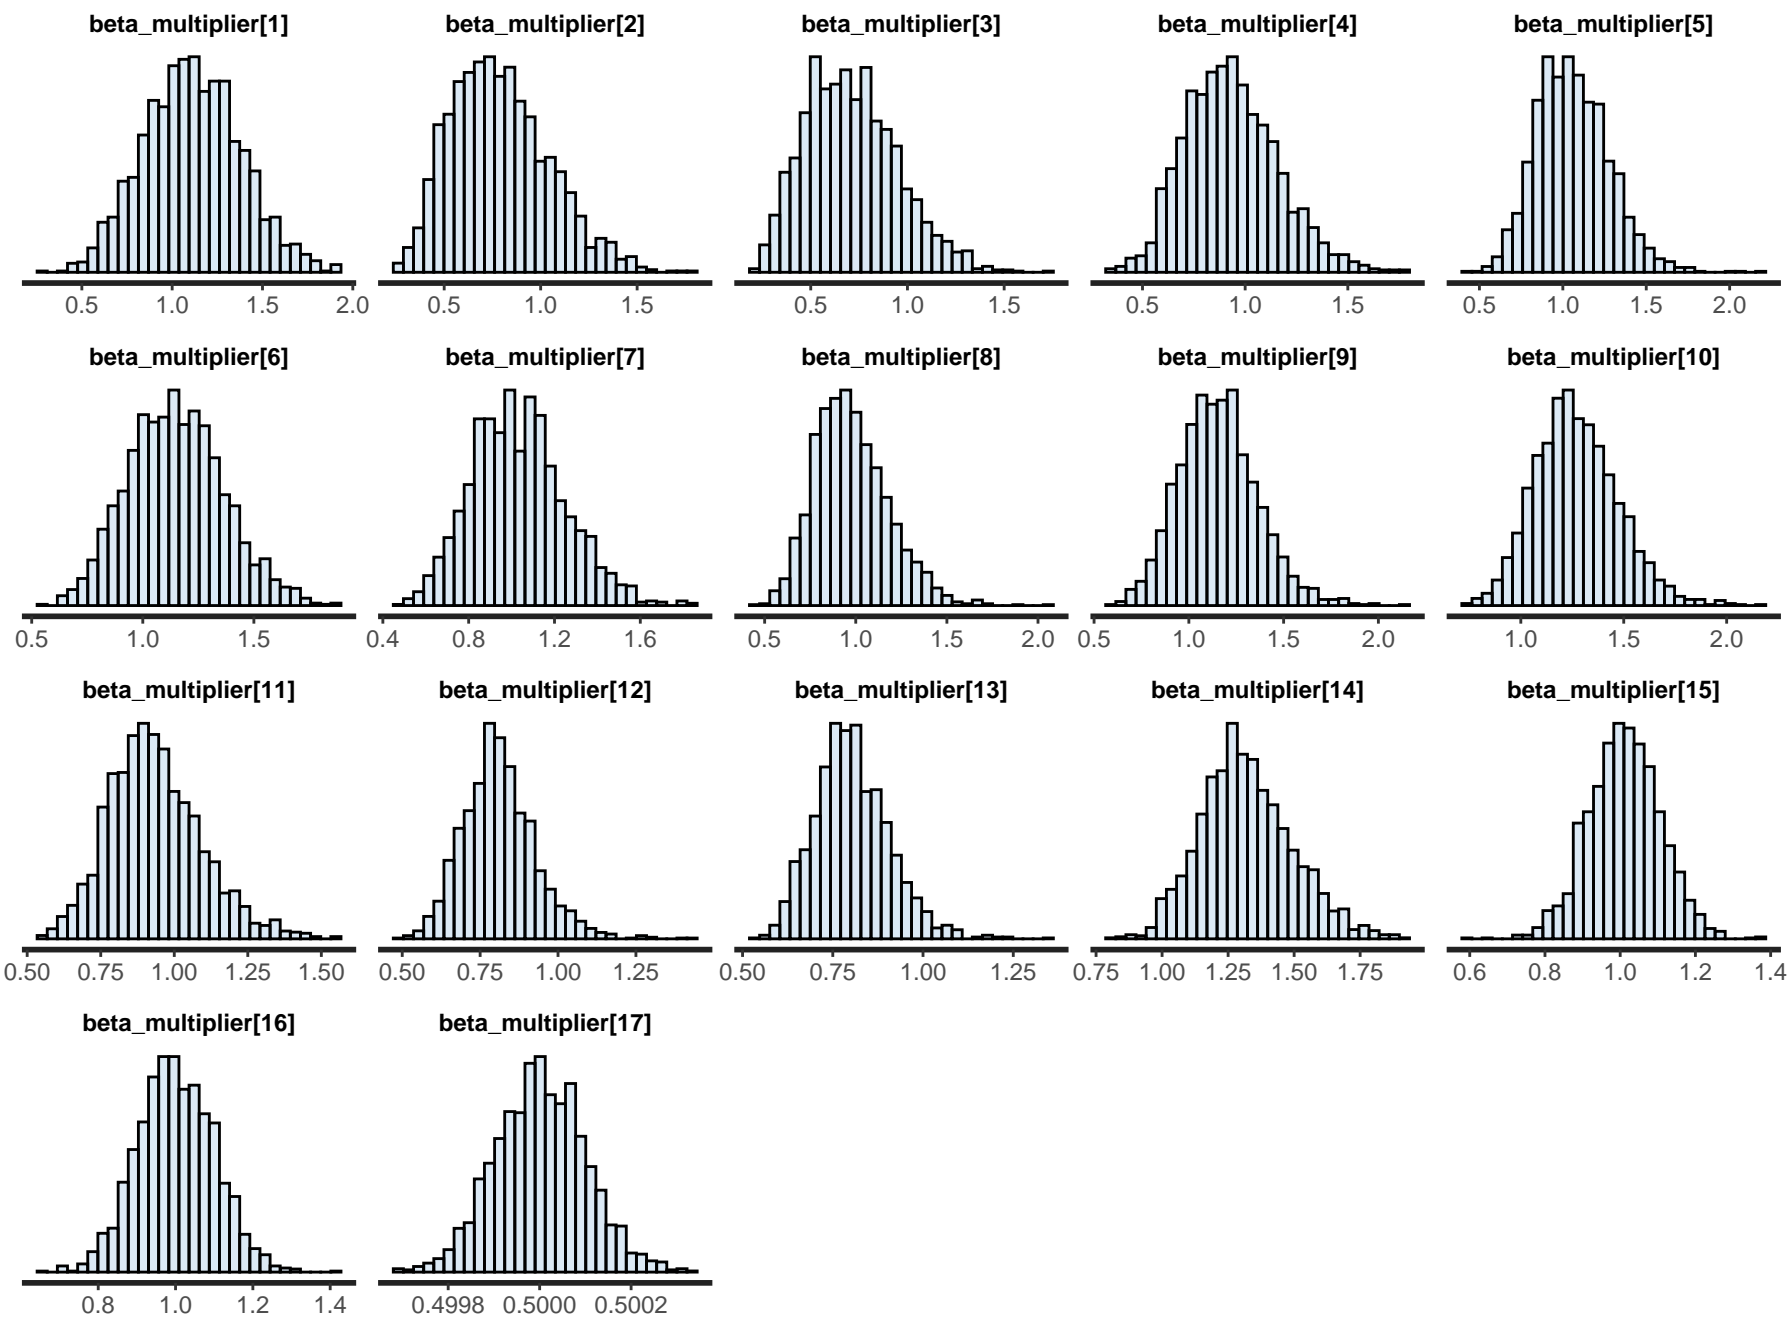 beta_multiplier[1] beta_multiplier[2] beta_multiplier[3] beta_multiplier[4] beta_multiplier[5]
0.5 1.0 1.5 2.0 0.5 1.0 1.5 0.5 1.0 1.5 0.5 1.0 1.5 0.5 1.0 1.5 2.0
beta_multiplier[6] beta_multiplier[7] beta_multiplier[8] beta_multiplier[9] beta_multiplier[10]
0.5 1.0 1.5 0.4 0.8 1.2 1.6 0.5 1.0 1.5 2.0 0.5 1.0 1.5 2.0 1.0 1.5 2.0
beta_multiplier[11] beta_multiplier[12] beta_multiplier[13] beta_multiplier[14] beta_multiplier[15]
0.50 0.75 1.00 1.25 1.50 0.50 0.75 1.00 1.25 0.50 0.75 1.00 1.25 0.75 1.00 1.25 1.50 1.75 0.6 0.8 1.0 1.2 1.4
beta_multiplier[16] beta_multiplier[17]
0.8 1.0 1.2 1.4 0.4998 0.5000 0.5002